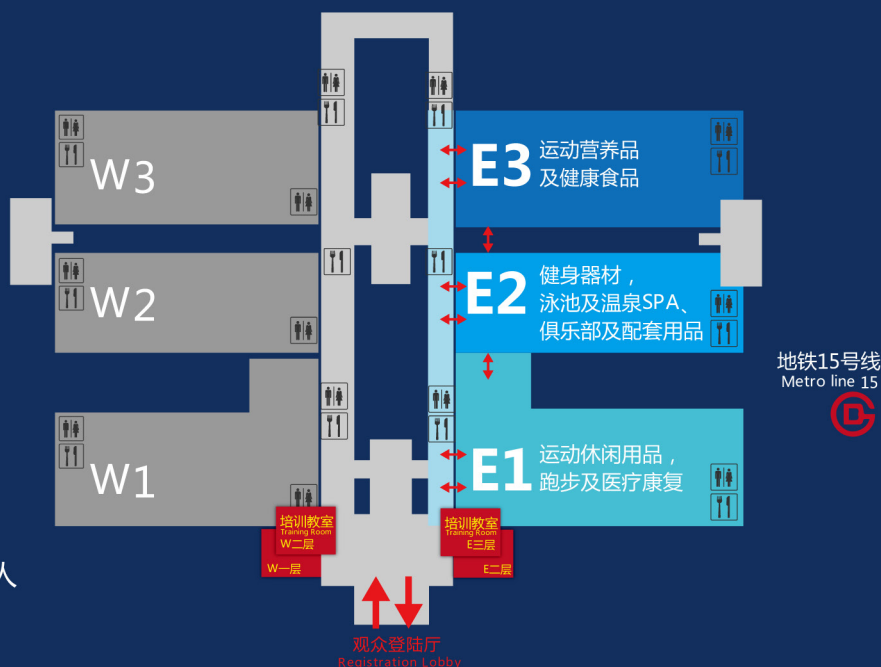 W3
E3
运动营养品
及健康食品
W2
E2
健身器材，
泳池及温泉SPA、
俱乐部及配套用品
地铁15号线
Metro line 15
W1
E1
运动休闲用品，
跑步及医疗康复
培训教室
Training Room
W二层
W一层
培训教室
Training Room
E三层
E二层
人
观众登陆厅
Registration Lobby